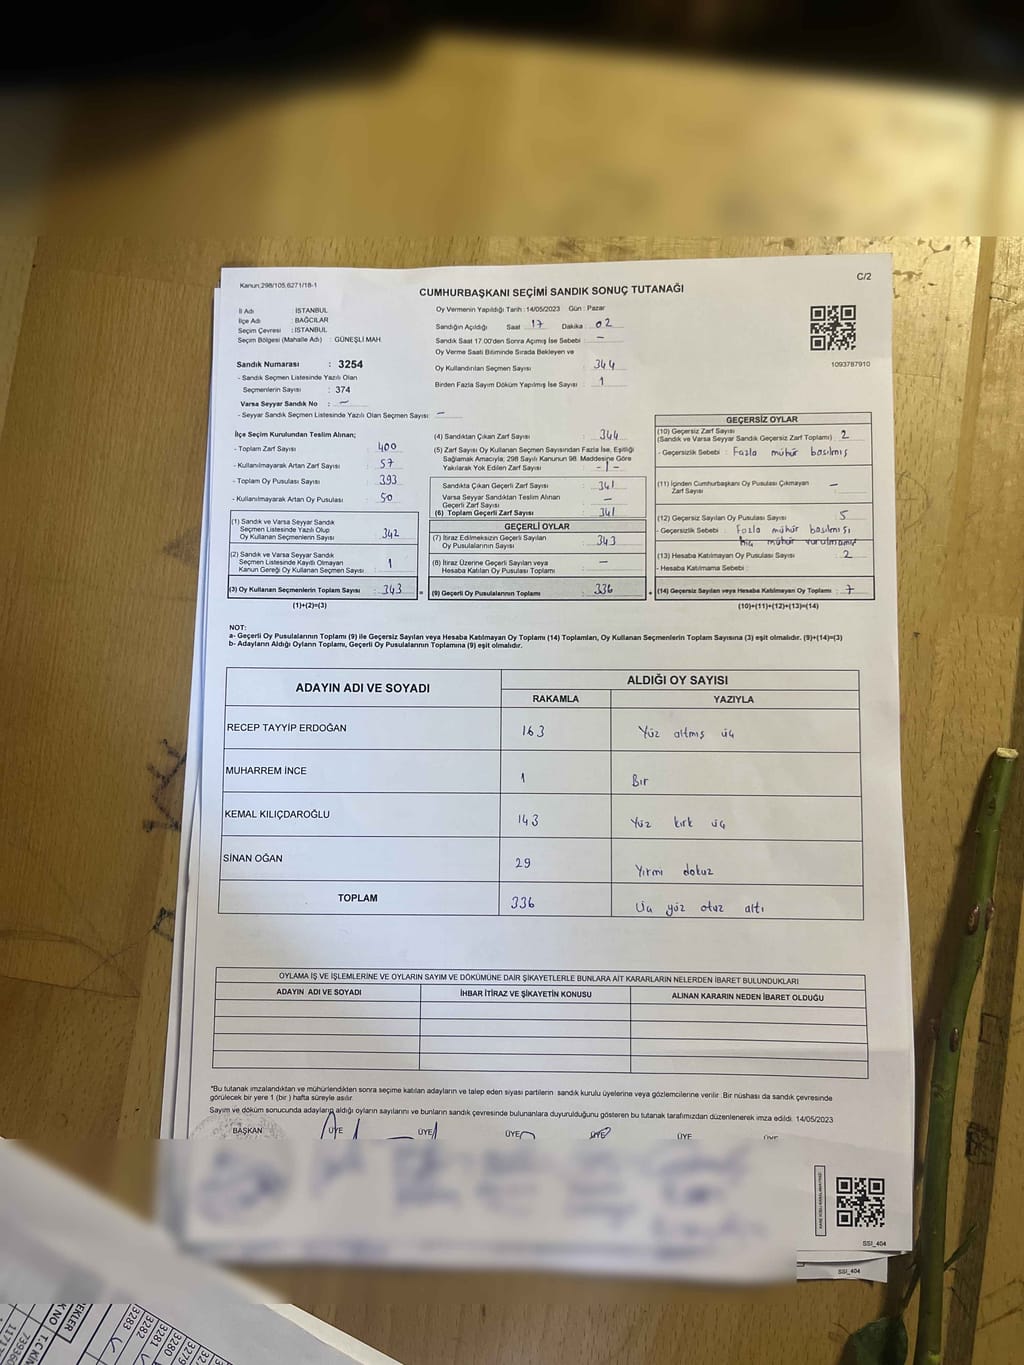 Kanun:298/105,6271/18-1
C/2
CUMHURBAŞKANI SEÇİMİ SANDIK SONUÇ TUTANAĞI
İl Adı : İSTANBUL
İlçe Adı : BAĞCILAR
Seçim Çevresi : İSTANBUL
Seçim Bölgesi (Mahalle Adı) : GÜNEŞLİ MAH.
Oy Vermenin Yapıldığı Tarih : 14/05/2023 Gün : Pazar
Sandığın Açıldığı Saat 17 Dakika : 02
Sandık Saat 17.00'den Sonra Açılmış İse Sebebi : —
Oy Verme Saati Bitiminde Sırada Bekleyen ve
Oy Kullandırılan Seçmen Sayısı : 344
Birden Fazla Sayım Döküm Yapılmış İse Sayısı : 1
1093787910
Sandık Numarası : 3254
- Sandık Seçmen Listesinde Yazılı Olan
Seçmenlerin Sayısı : 374
Varsa Seyyar Sandık No : —
- Seyyar Sandık Seçmen Listesinde Yazılı Olan Seçmen Sayısı: —
İlçe Seçim Kurulundan Teslim Alınan;
- Toplam Zarf Sayısı : 400
- Kullanılmayarak Artan Zarf Sayısı : 57
- Toplam Oy Pusulası Sayısı : 393
- Kullanılmayarak Artan Oy Pusulası : 50
(1) Sandık ve Varsa Seyyar Sandık
Seçmen Listesinde Yazılı Olup
Oy Kullanan Seçmenlerin Sayısı : 342
(2) Sandık ve Varsa Seyyar Sandık
Seçmen Listesinde Kayıtlı Olmayan
Kanun Gereği Oy Kullanan Seçmen Sayısı : 1
(3) Oy Kullanan Seçmenlerin Toplam Sayısı : 343 =
(1)+(2)=(3)
(4) Sandıktan Çıkan Zarf Sayısı : 344
(5) Zarf Sayısı Oy Kullanan Seçmen Sayısından Fazla İse, Eşitliği
Sağlamak Amacıyla; 298 Sayılı Kanunun 98. Maddesine Göre
Yakılarak Yok Edilen Zarf Sayısı : -1-
Sandıkta Çıkan Geçerli Zarf Sayısı : 341
Varsa Seyyar Sandıktan Teslim Alınan
Geçerli Zarf Sayısı : —
(6) Toplam Geçerli Zarf Sayısı : 341
GEÇERLİ OYLAR
(7) İtiraz Edilmeksizin Geçerli Sayılan
Oy Pusulalarının Sayısı : 343
(8) İtiraz Üzerine Geçerli Sayılan veya
Hesaba Katılan Oy Pusulası Toplamı : —
(9) Geçerli Oy Pusulalarının Toplamı : 336 +
GEÇERSİZ OYLAR
(10) Geçersiz Zarf Sayısı
(Sandık ve Varsa Seyyar Sandık Geçersiz Zarf Toplamı) : 2
- Geçersizlik Sebebi : Fazla mühür basılmış
(11) İçinden Cumhurbaşkanı Oy Pusulası Çıkmayan
Zarf Sayısı : —
(12) Geçersiz Sayılan Oy Pusulası Sayısı : 5
- Geçersizlik Sebebi : Fazla mühür basılmışı
hiç mühür vurulmamış
(13) Hesaba Katılmayan Oy Pusulası Sayısı : 2
- Hesaba Katılmama Sebebi :
(14) Geçersiz Sayılan veya Hesaba Katılmayan Oy Toplamı : 7
(10)+(11)+(12)+(13)=(14)
NOT:
a- Geçerli Oy Pusulalarının Toplamı (9) ile Geçersiz Sayılan veya Hesaba Katılmayan Oy Toplamı (14) Toplamları, Oy Kullanan Seçmenlerin Toplam Sayısına (3) eşit olmalıdır. (9)+(14)=(3)
b- Adayların Aldığı Oyların Toplamı, Geçerli Oy Pusulalarının Toplamına (9) eşit olmalıdır.
ADAYIN ADI VE SOYADI ALDIĞI OY SAYISI
RAKAMLA YAZIYLA
RECEP TAYYİP ERDOĞAN 163 Yüz altmış üç
MUHARREM İNCE 1 Bir
KEMAL KILIÇDAROĞLU 143 Yüz kırk üç
SİNAN OĞAN 29 Yirmi dokuz
TOPLAM 336 Üç yüz otuz altı
OYLAMA İŞ VE İŞLEMLERİNE VE OYLARIN SAYIM VE DÖKÜMÜNE DAİR ŞİKAYETLERLE BUNLARA AİT KARARLARIN NELERDEN İBARET BULUNDUKLARI
ADAYIN ADI VE SOYADI İHBAR İTİRAZ VE ŞİKAYETİN KONUSU ALINAN KARARIN NEDEN İBARET OLDUĞU
*Bu tutanak imzalandıktan ve mühürlendikten sonra seçime katılan adayların ve talep eden siyasi partilerin sandık kurulu üyelerine veya gözlemcilerine verilir. Bir nüshası da sandık çevresinde
görülecek bir yere 1 (bir ) hafta süreyle asılır.
Sayım ve döküm sonucunda adayların aldığı oyların sayılarını ve bunların sandık çevresinde bulunanlara duyurulduğunu gösteren bu tutanak tarafımızdan düzenlenerek imza edildi. 14/05/2023
BAŞKAN ÜYE ÜYE ÜYE ÜYE ÜYE ÜYE
SSI_404
SSI_404
3283
3282
3281
3280